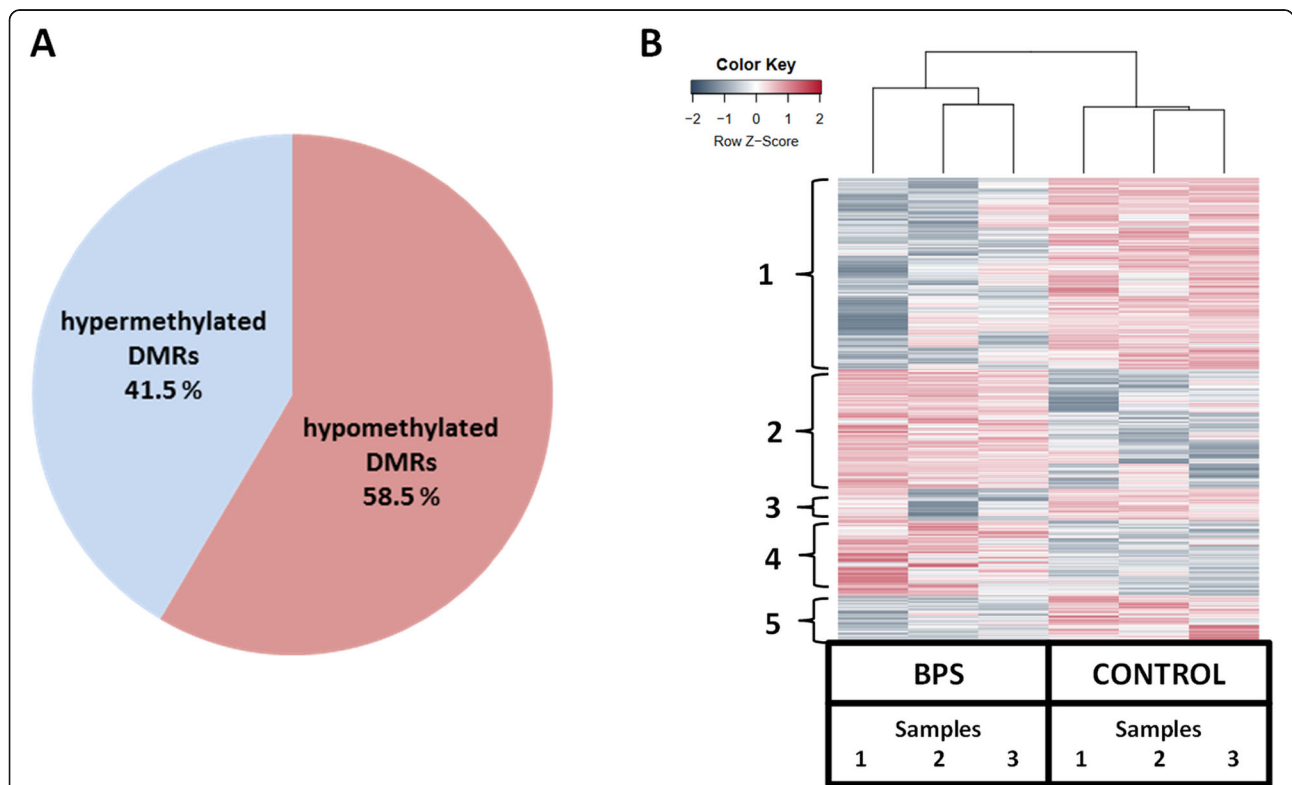 A
hypermethylated
DMRs
41.5 %
hypomethylated
DMRs
58.5 %
B
Color Key
−2 −1 0 1 2
Row Z−Score
1
2
3
4
5
BPS CONTROL
Samples Samples
1 2 3 1 2 3